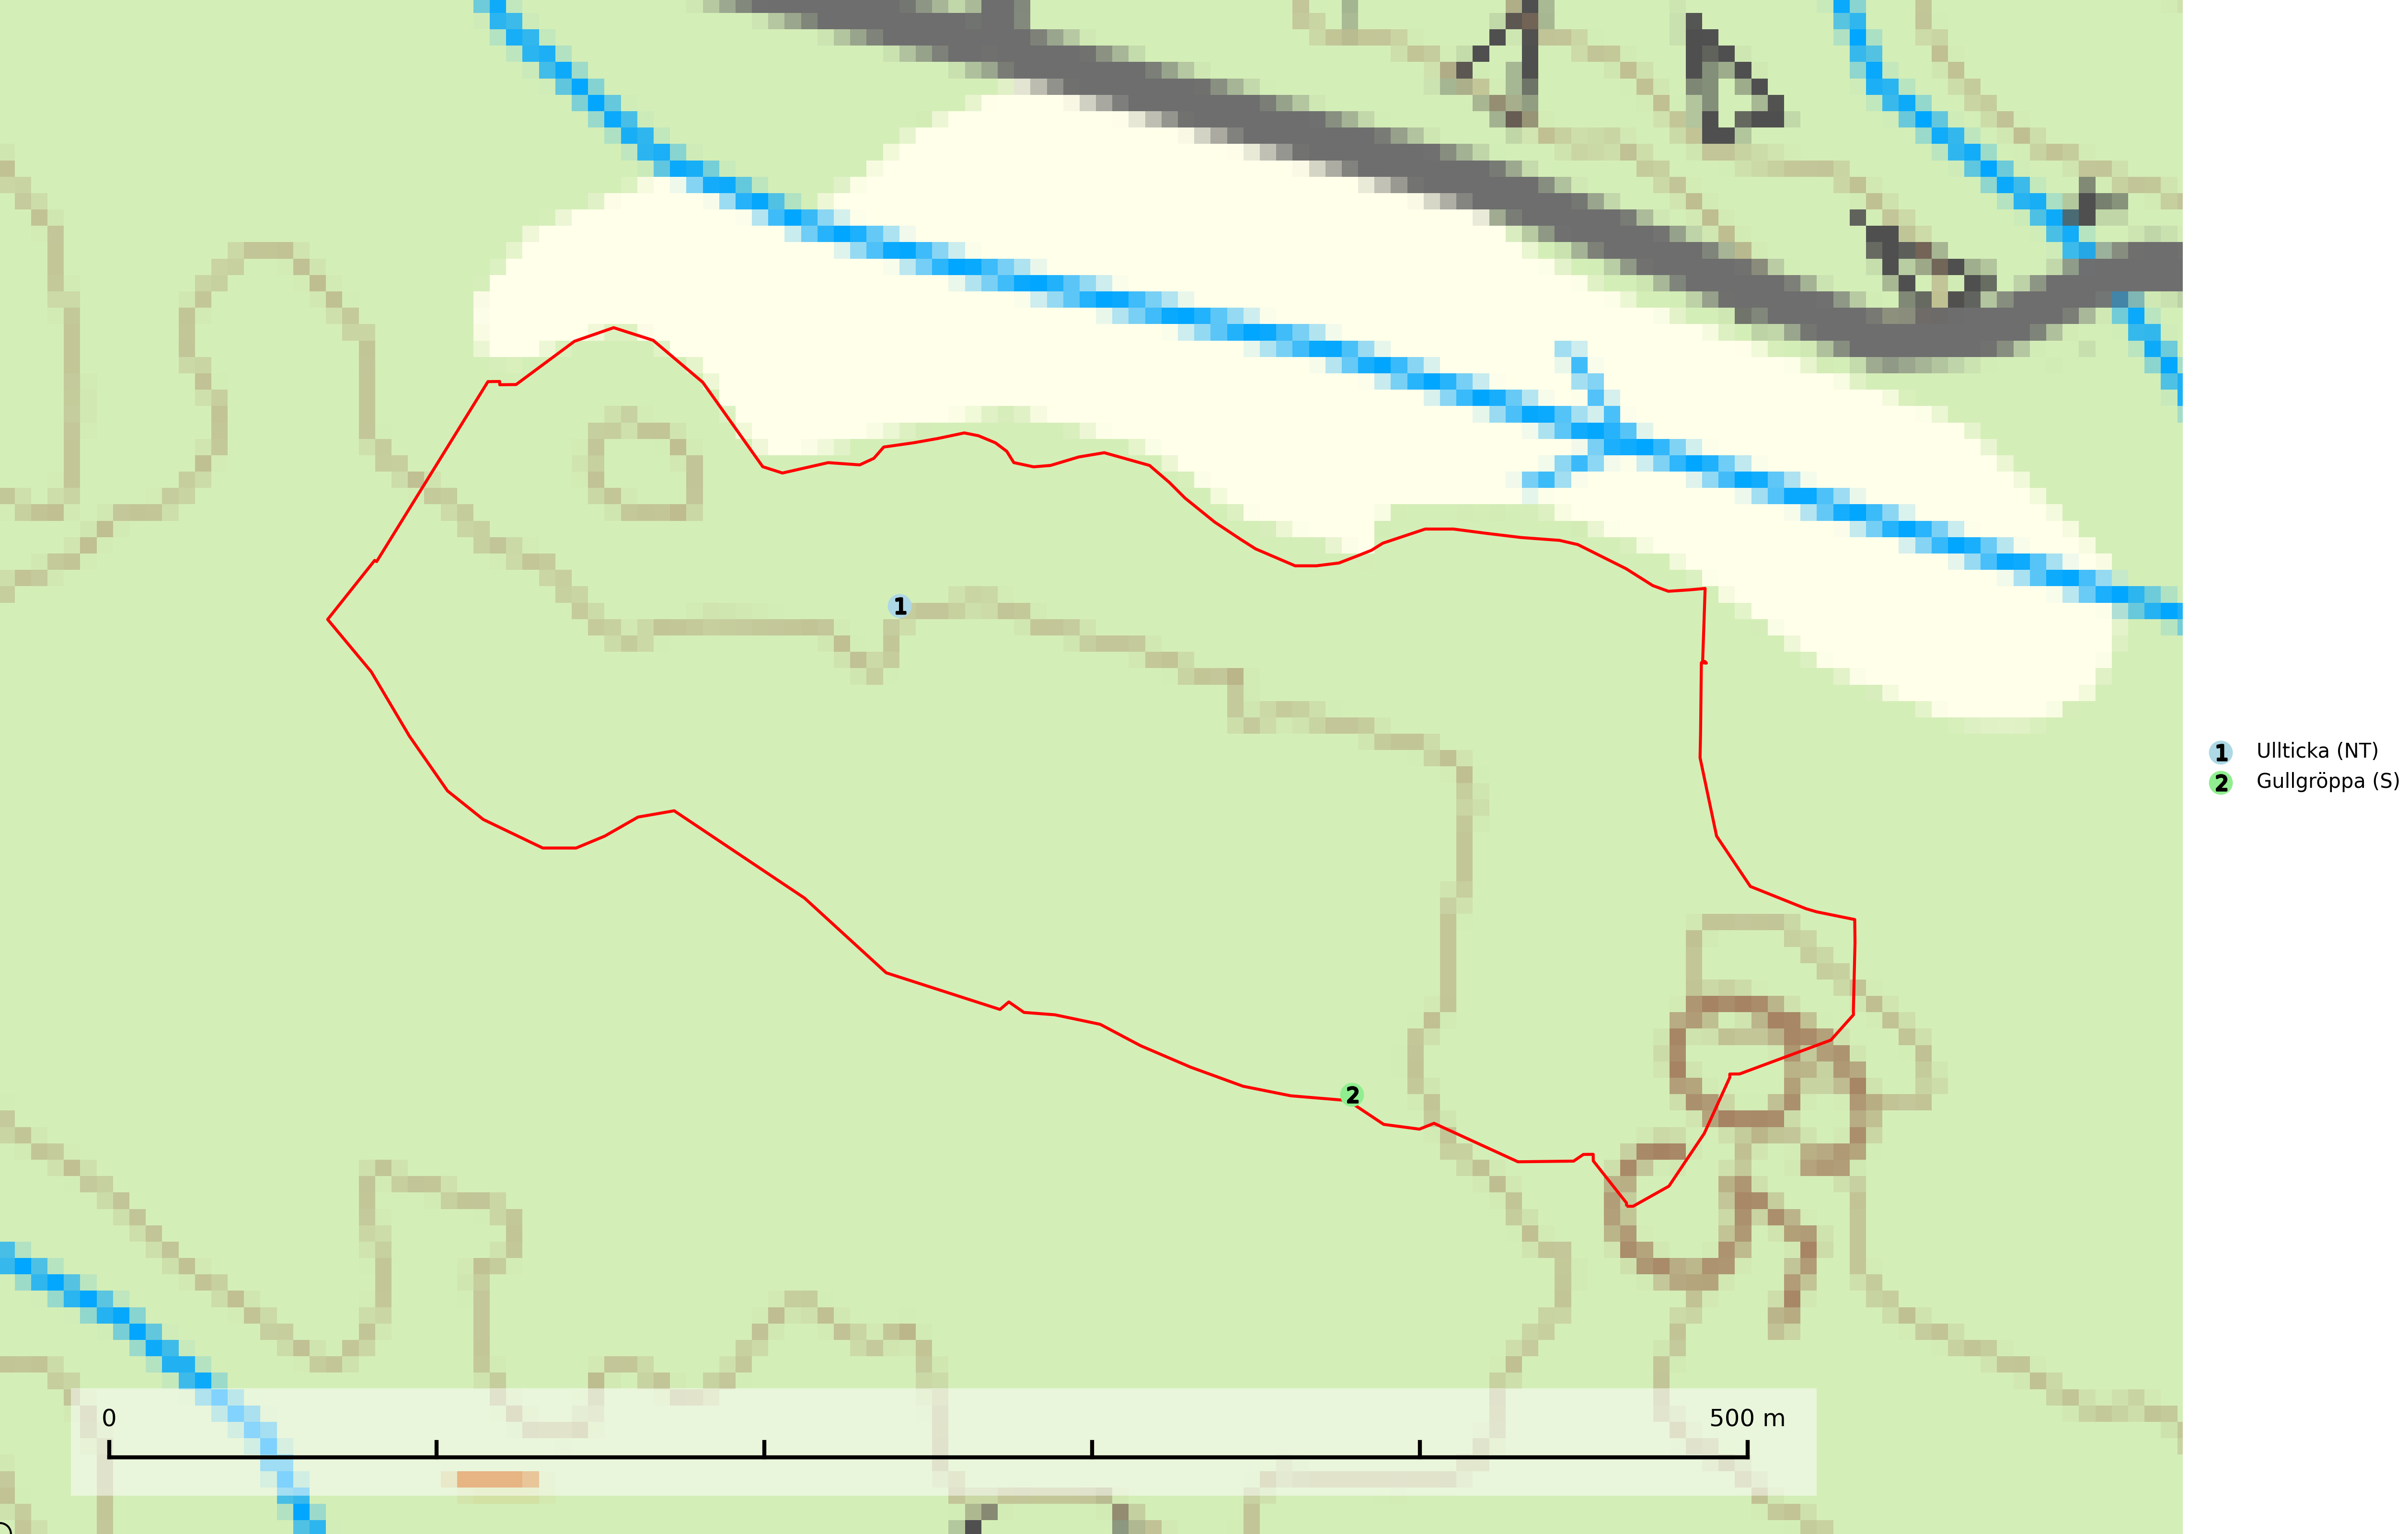 1
2
1 Ullticka (NT)
2 Gullgröppa (S)
0 500 m